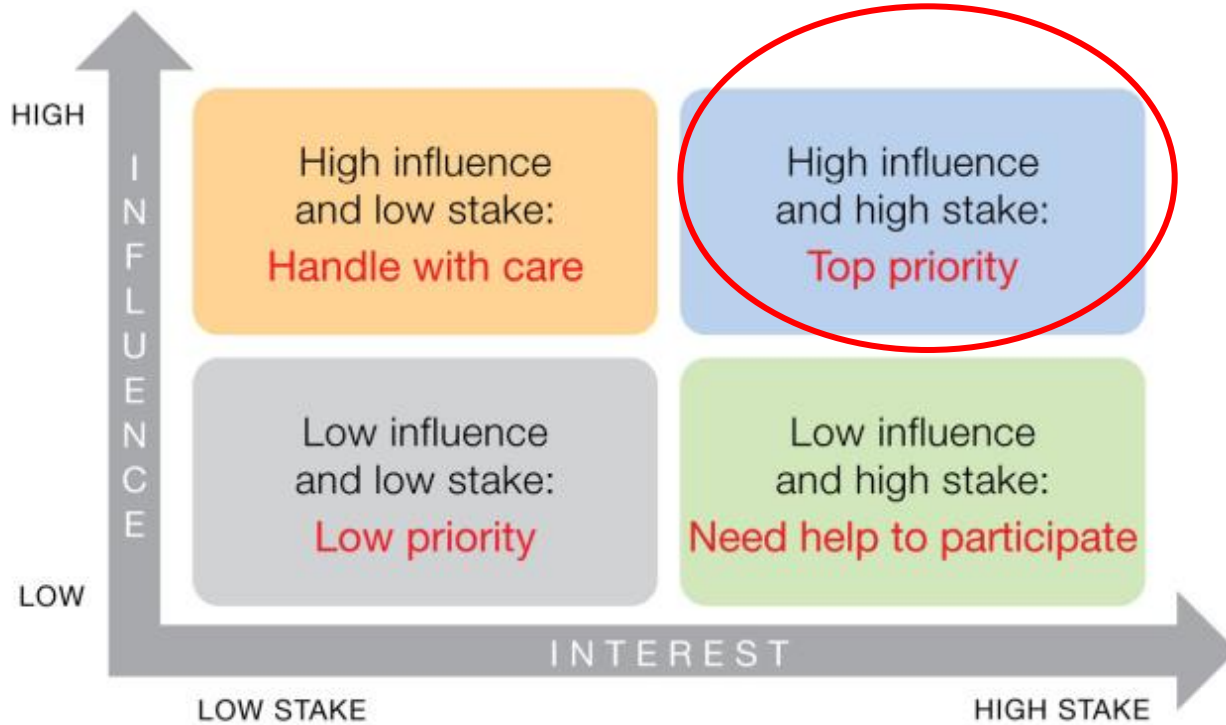 HIGH
INFLUENCE
High influence
and low stake:
Handle with care
High influence
and high stake:
Top priority
Low influence
and low stake:
Low priority
Low influence
and high stake:
Need help to participate
LOW
INTEREST
LOW STAKE
HIGH STAKE